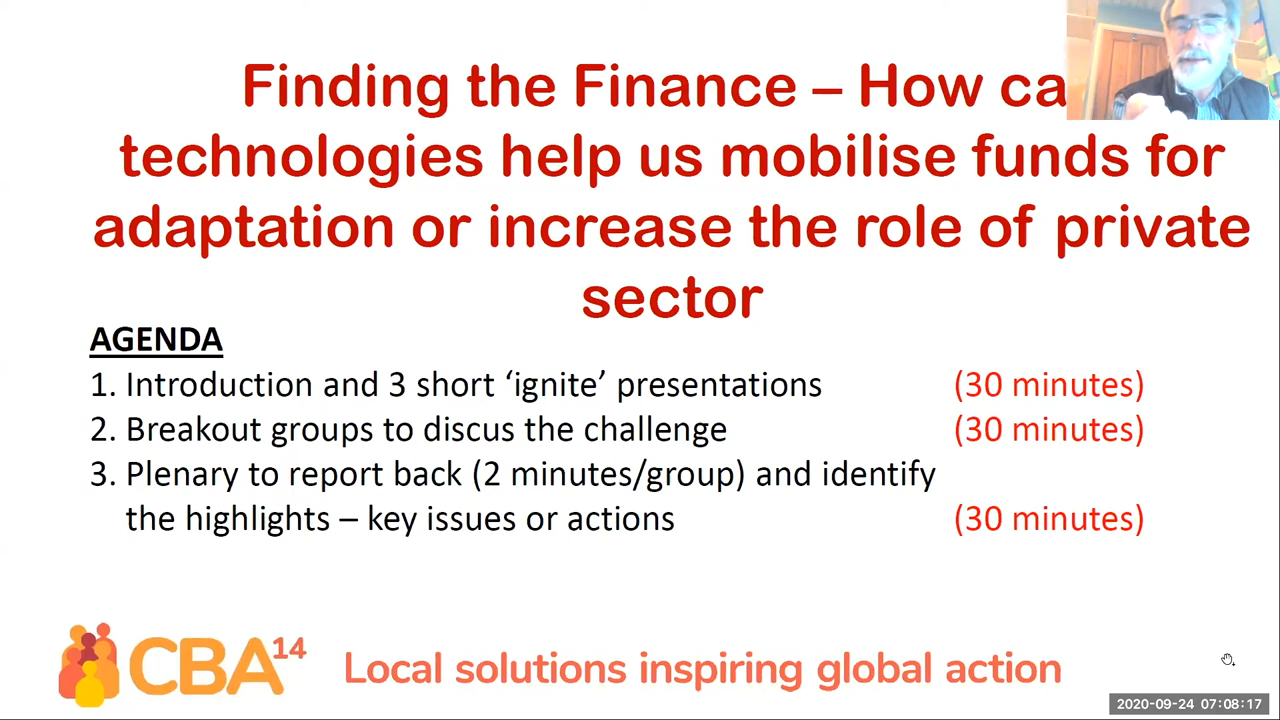 Finding the Finance – How ca
technologies help us mobilise funds for
adaptation or increase the role of private
sector
AGENDA
1. Introduction and 3 short ‘ignite’ presentations (30 minutes)
2. Breakout groups to discus the challenge (30 minutes)
3. Plenary to report back (2 minutes/group) and identify
the highlights – key issues or actions (30 minutes)
CBA14 Local solutions inspiring global action
2020-09-24 07:08:17